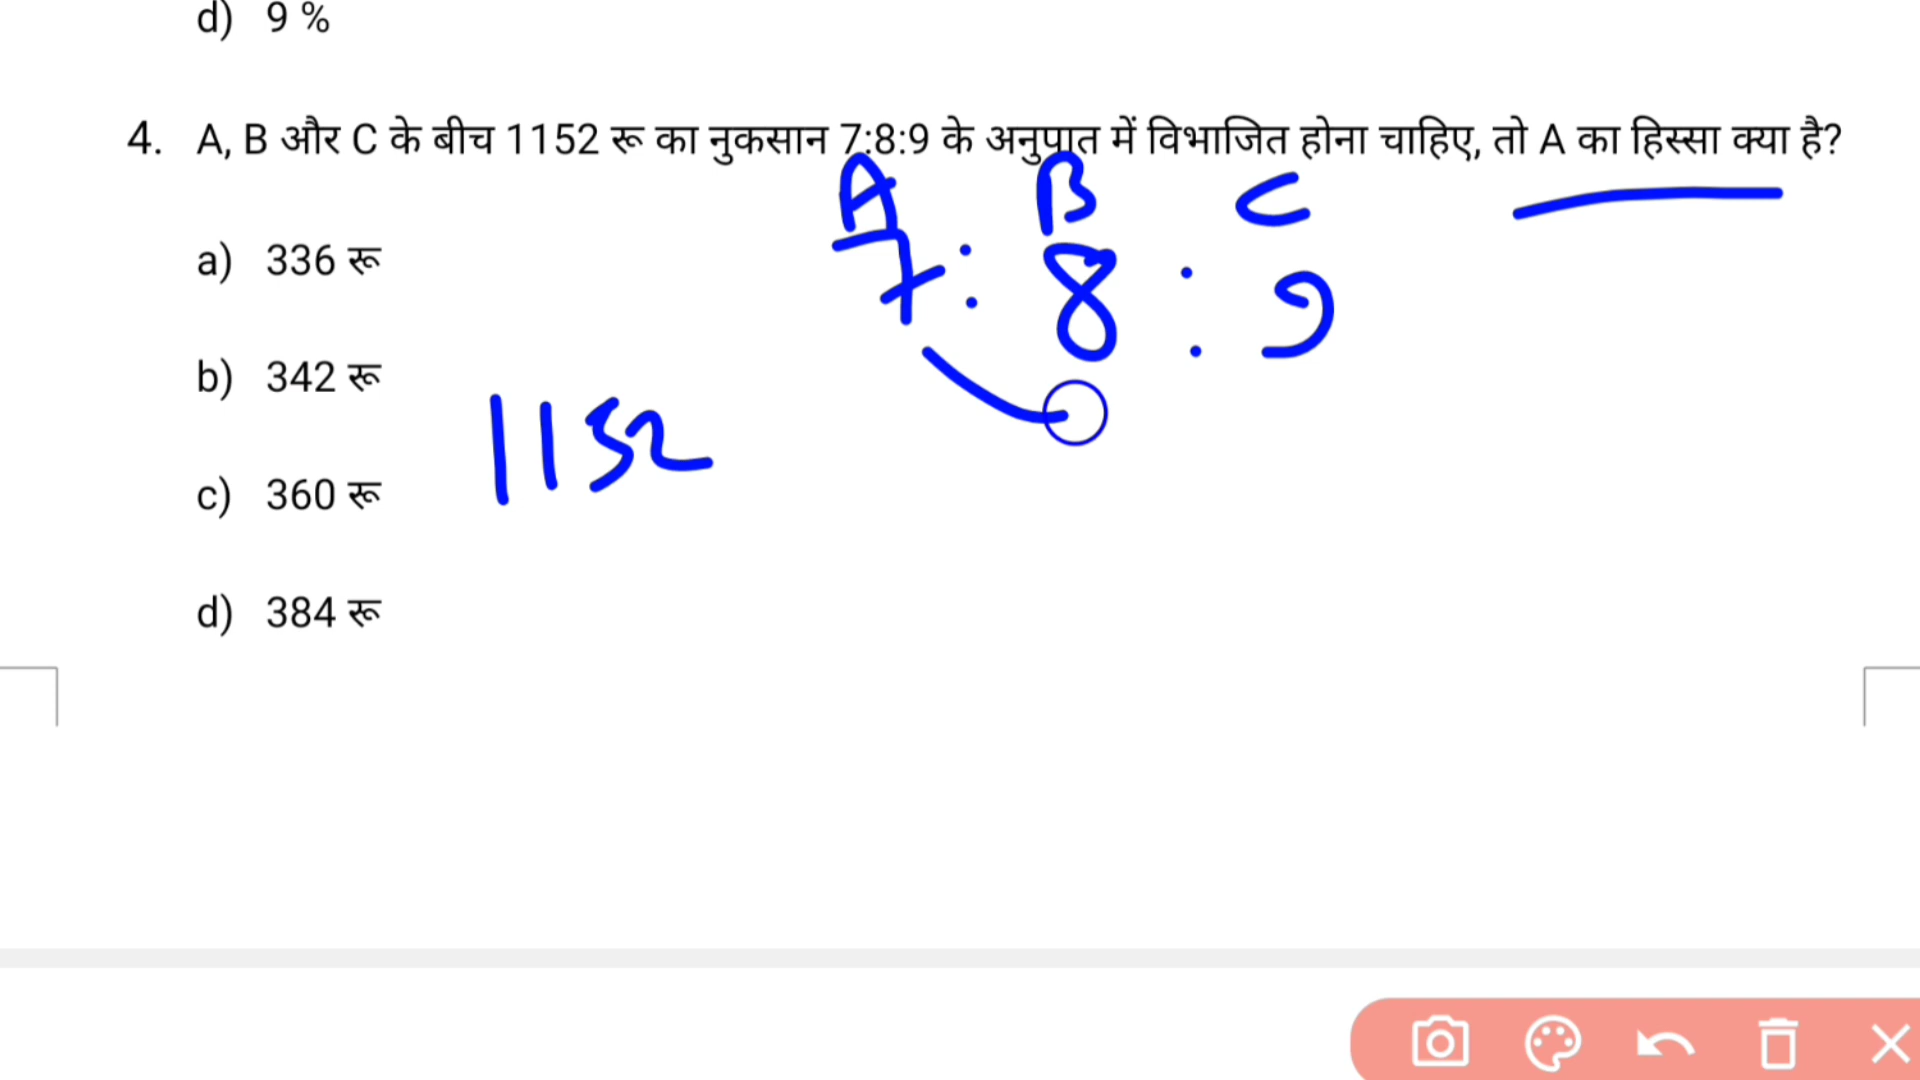 d) 9 %
4. A, B और C के बीच 1152 रू का नुकसान 7:8:9 के अनुपात में विभाजित होना चाहिए, तो A का हिस्सा क्या है?
A B C
7 : 8 : 9
a) 336 रू
b) 342 रू
1152
c) 360 रू
d) 384 रू